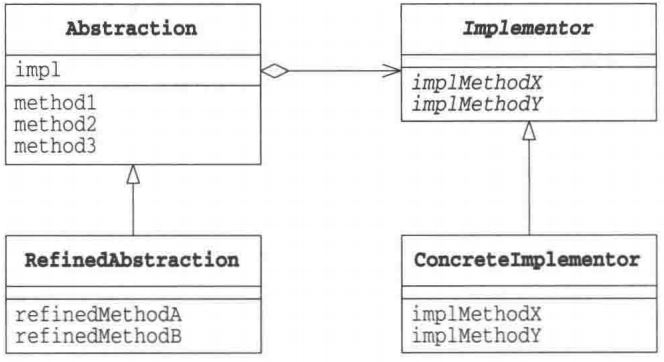 Abstraction
impl
method1
method2
method3
Implementor
implMethodX
implMethodY
RefinedAbstraction
refinedMethodA
refinedMethodB
ConcreteImplementor
implMethodX
implMethodY